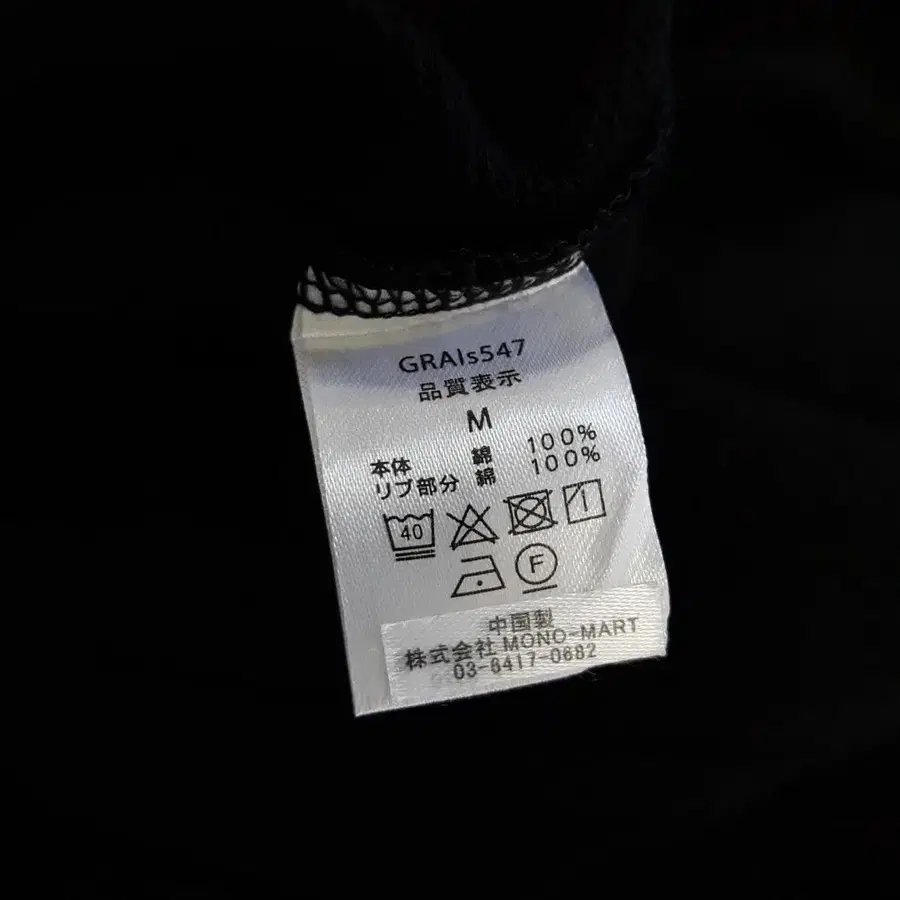 GRAIs547
品質表示
M
本体 綿 100%
リブ部分 綿 100%
40
F
中国製
株式会社 MONO-MART
03-6417-0682